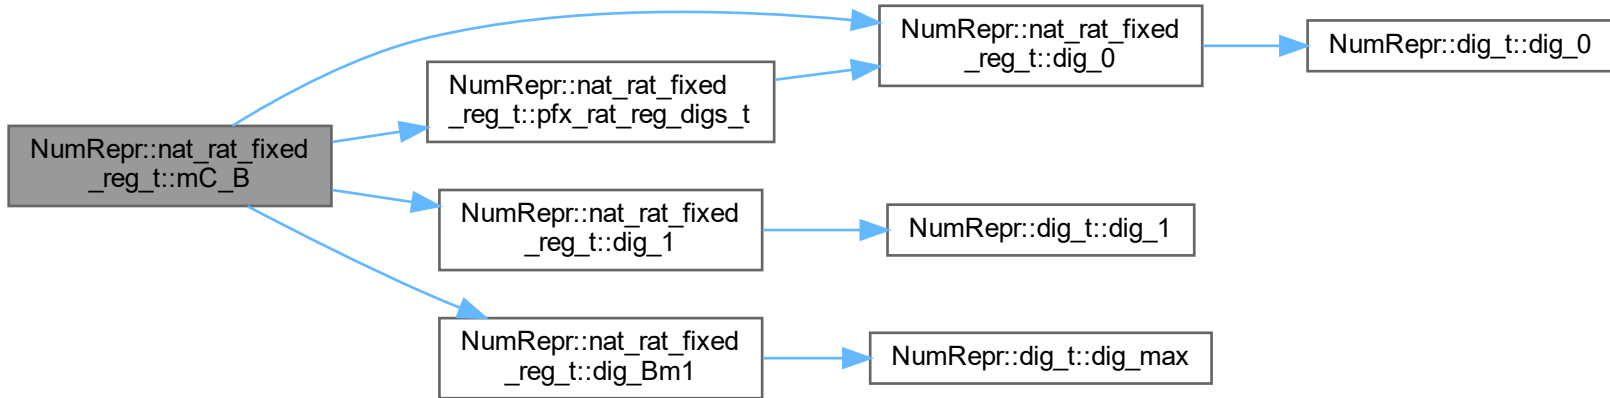 NumRepr::nat_rat_fixed
_reg_t::mC_B
NumRepr::nat_rat_fixed
_reg_t::pfx_rat_reg_digs_t
NumRepr::nat_rat_fixed
_reg_t::dig_0
NumRepr::dig_t::dig_0
NumRepr::nat_rat_fixed
_reg_t::dig_1
NumRepr::dig_t::dig_1
NumRepr::nat_rat_fixed
_reg_t::dig_Bm1
NumRepr::dig_t::dig_max